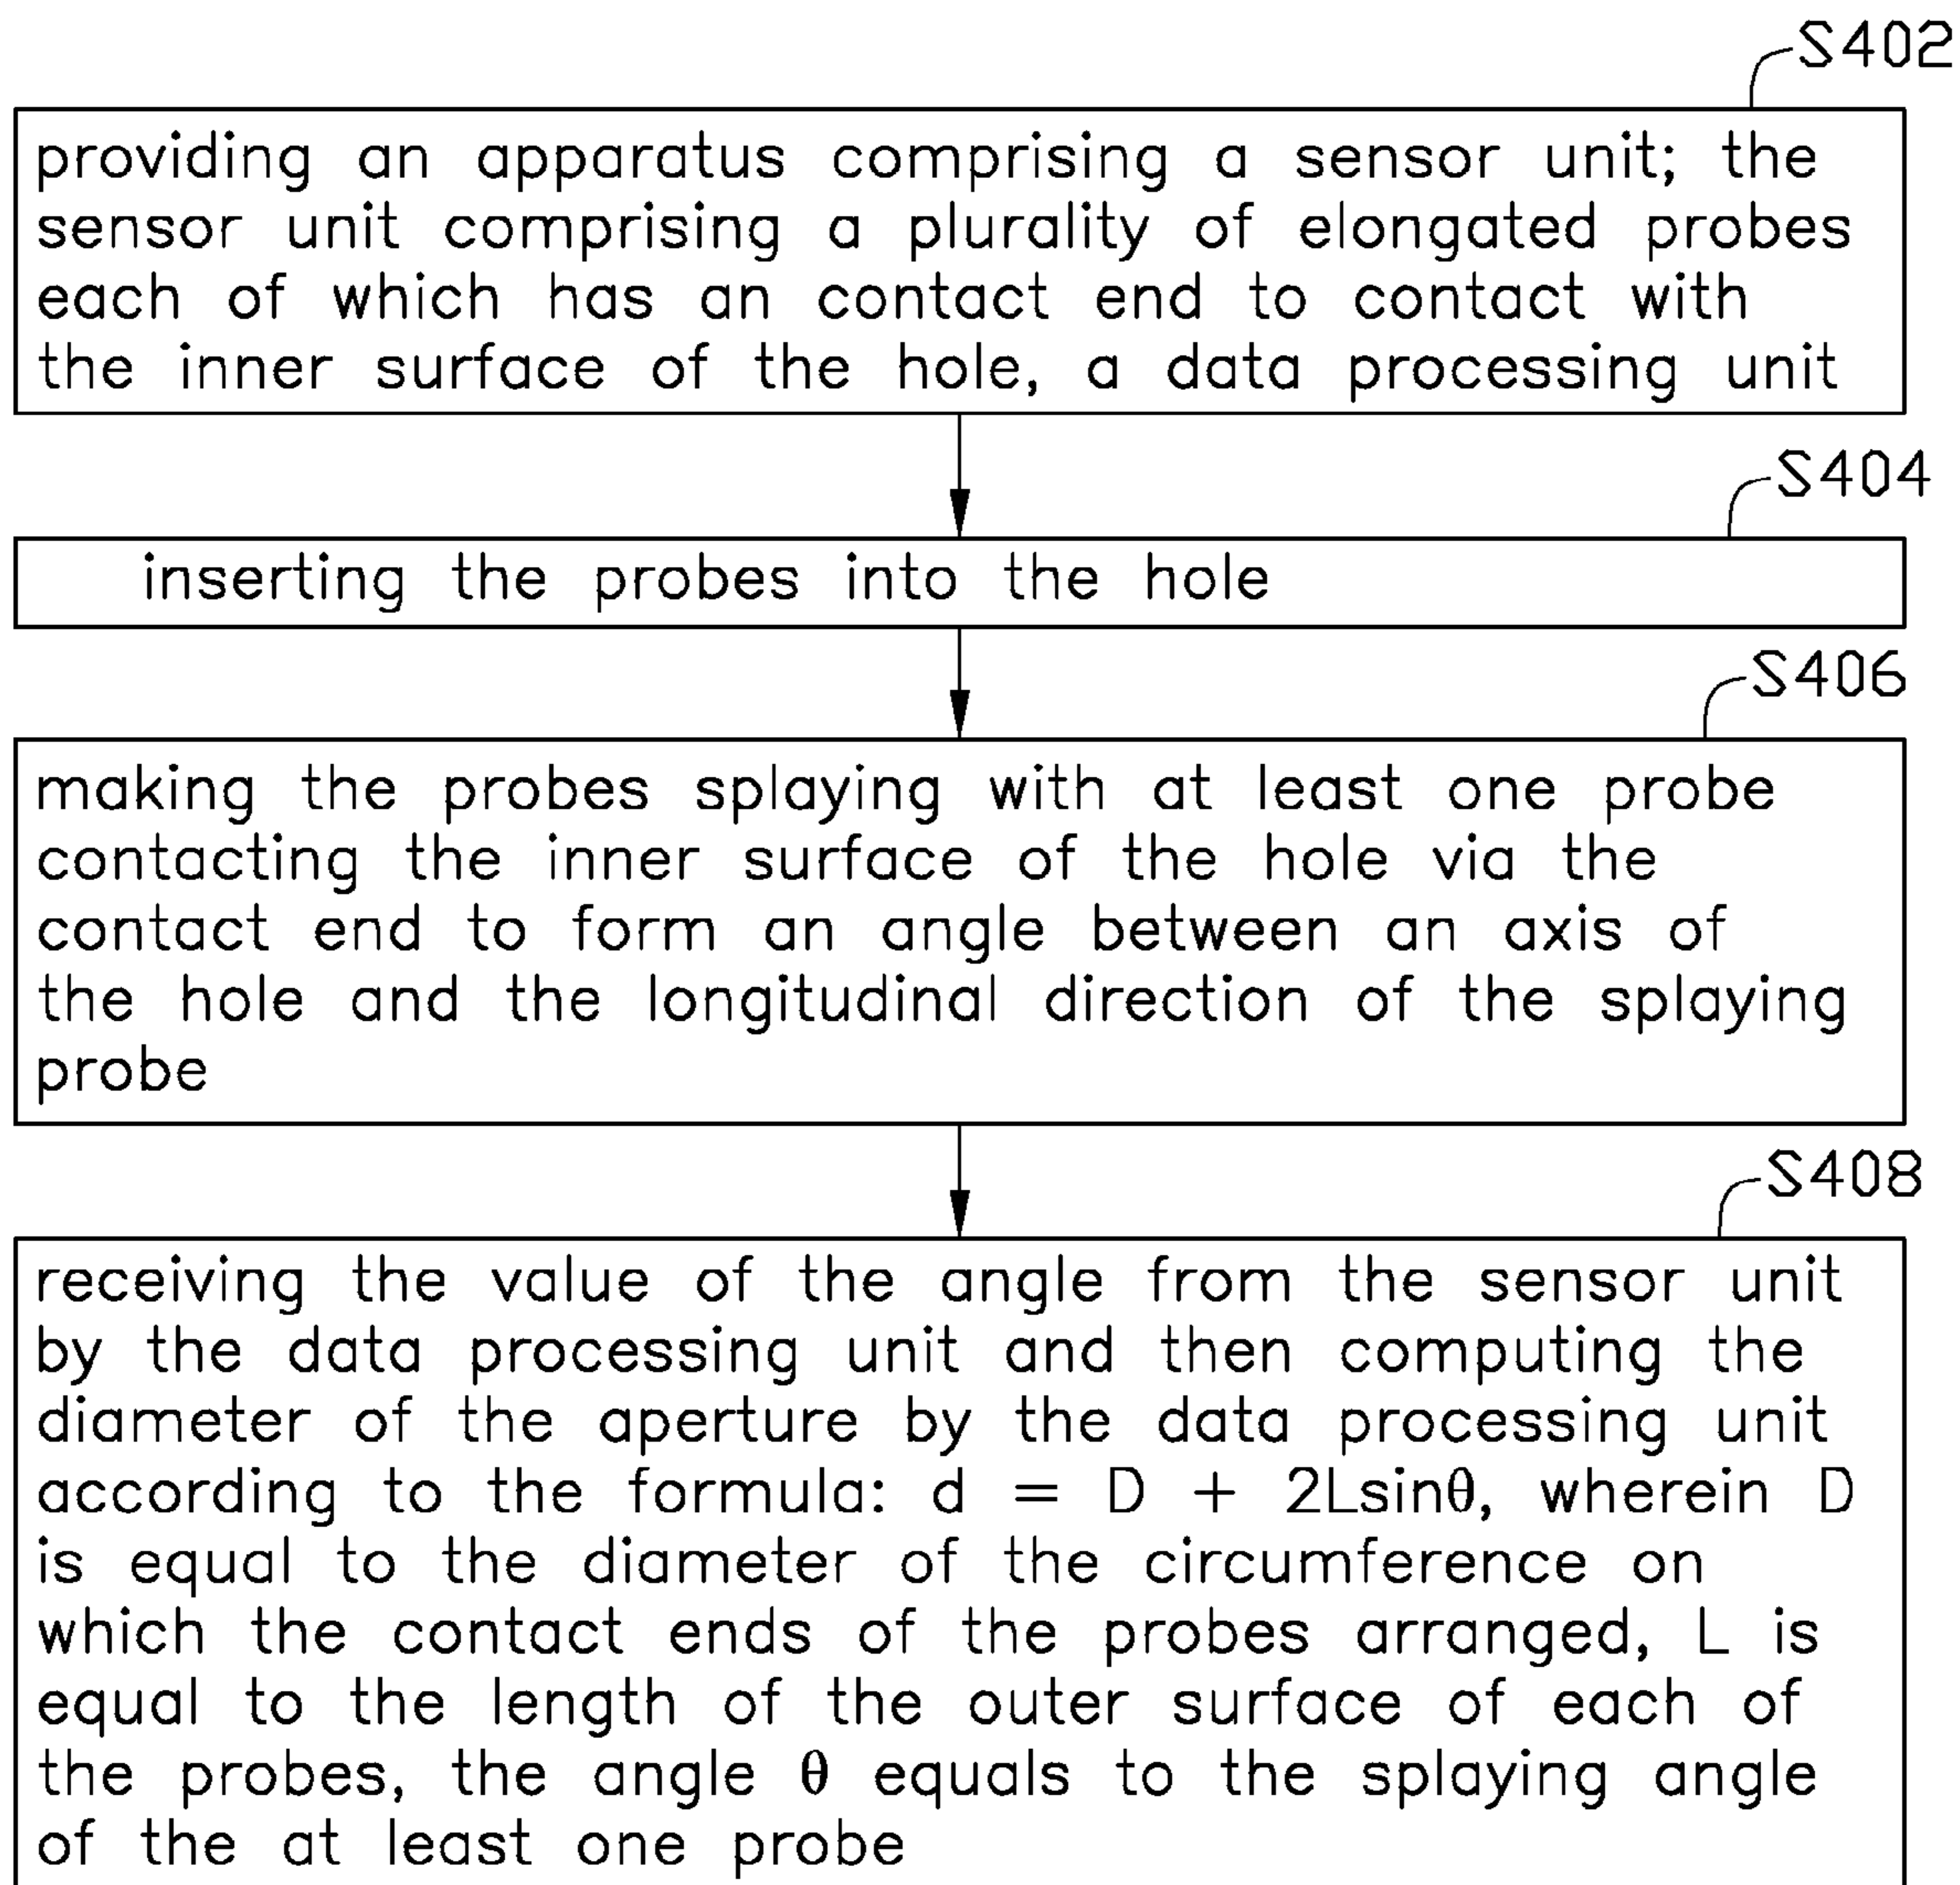 S402
providing an apparatus comprising a sensor unit; the
sensor unit comprising a plurality of elongated probes
each of which has an contact end to contact with
the inner surface of the hole, a data processing unit
S404
inserting the probes into the hole
S406
making the probes splaying with at least one probe
contacting the inner surface of the hole via the
contact end to form an angle between an axis of
the hole and the longitudinal direction of the splaying
probe
S408
receiving the value of the angle from the sensor unit
by the data processing unit and then computing the
diameter of the aperture by the data processing unit
according to the formula: d = D + 2Lsinθ, wherein D
is equal to the diameter of the circumference on
which the contact ends of the probes arranged, L is
equal to the length of the outer surface of each of
the probes, the angle θ equals to the splaying angle
of the at least one probe